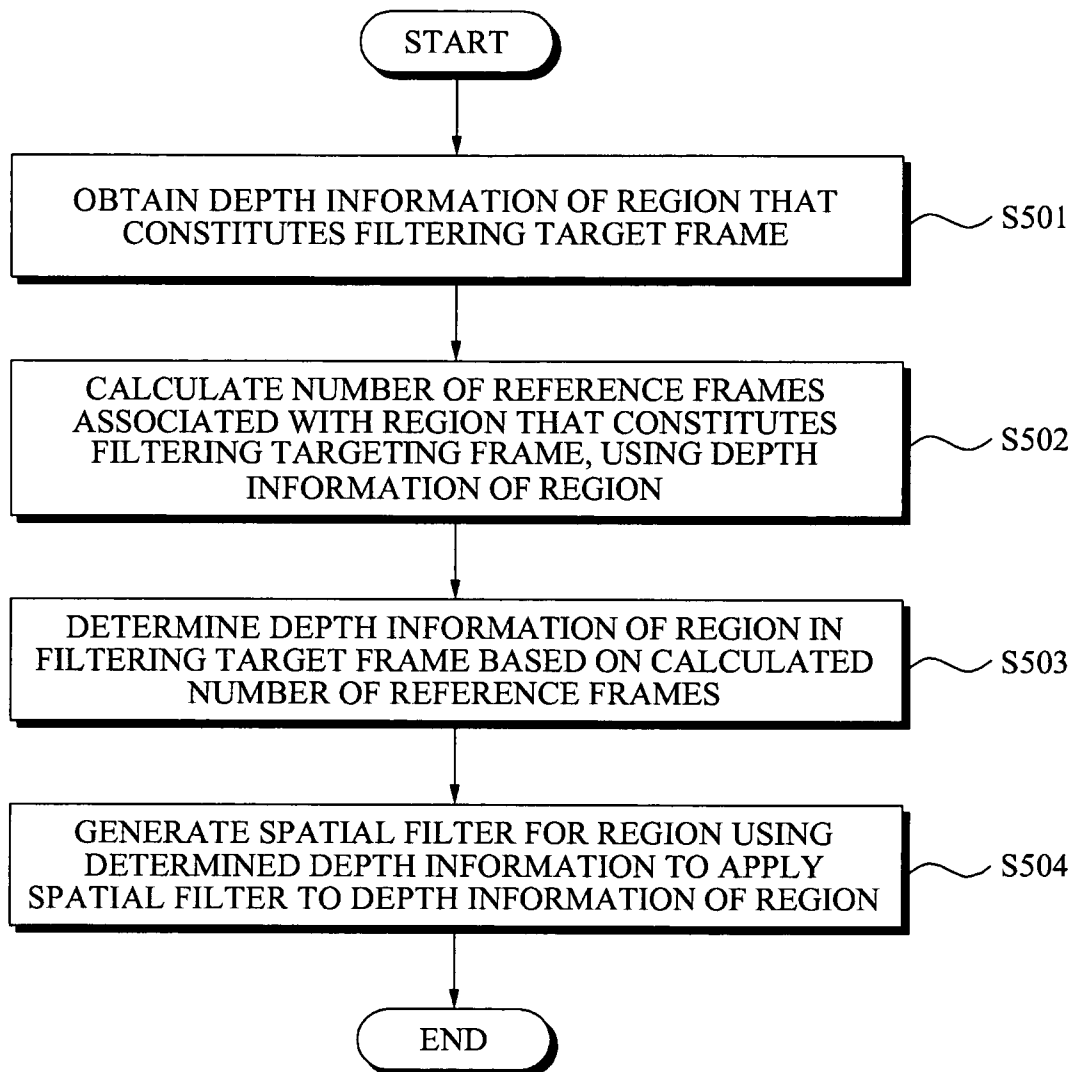 START
OBTAIN DEPTH INFORMATION OF REGION THAT
CONSTITUTES FILTERING TARGET FRAME
S501
CALCULATE NUMBER OF REFERENCE FRAMES
ASSOCIATED WITH REGION THAT CONSTITUTES
FILTERING TARGETING FRAME, USING DEPTH
INFORMATION OF REGION
S502
DETERMINE DEPTH INFORMATION OF REGION IN
FILTERING TARGET FRAME BASED ON CALCULATED
NUMBER OF REFERENCE FRAMES
S503
GENERATE SPATIAL FILTER FOR REGION USING
DETERMINED DEPTH INFORMATION TO APPLY
SPATIAL FILTER TO DEPTH INFORMATION OF REGION
S504
END